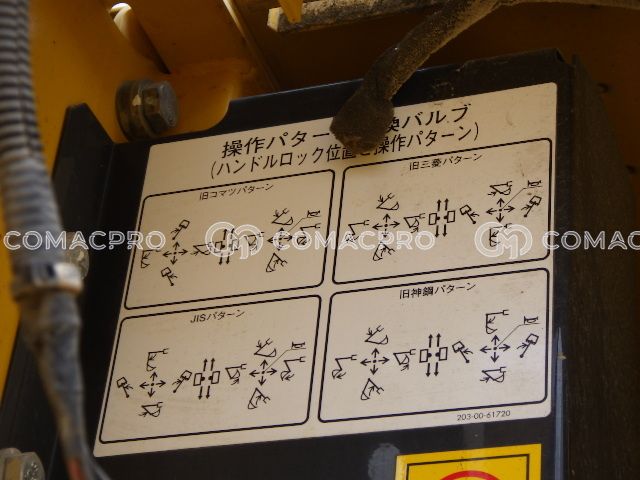 操作パター 換バルブ
(ハンドルロック位置 操作パターン)
旧コマツパターン
旧三菱パターン
JISパターン
旧神鋼パターン
203-00-61720
COMACPRO
COMACPRO
COMACP